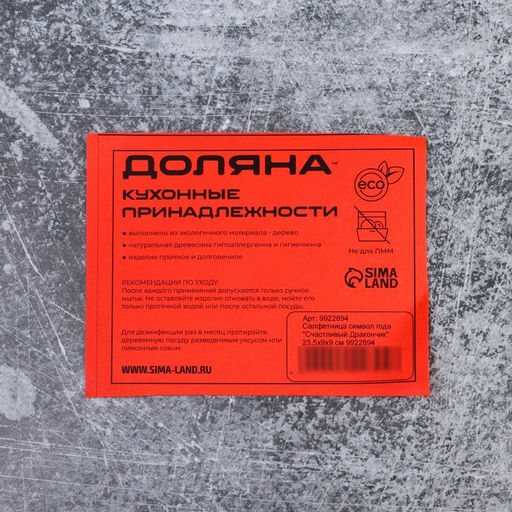 ДОЛЯНА™
КУХОННЫЕ
ПРИНАДЛЕЖНОСТИ
eco
• выполнено из экологичного материала - дерево
• натуральная древесина гипоаллергенна и гигиенична
• изделие прочное и долговечное
Не для ПММ
SIMA
LAND
РЕКОМЕНДАЦИИ ПО УХОДУ:
После каждого применения допускается только ручное
мытье. Не оставляйте изделие отмокать в воде, мойте его
только проточной водой или после остальной посуды.
Для дезинфекции раз в месяц протирайте
деревянную посуду разведенным уксусом или
лимонным соком
WWW.SIMA-LAND.RU
Арт. 9922894
Салфетница символ года
"Счастливый Дракончик"
23,5х9х9 см 9922894